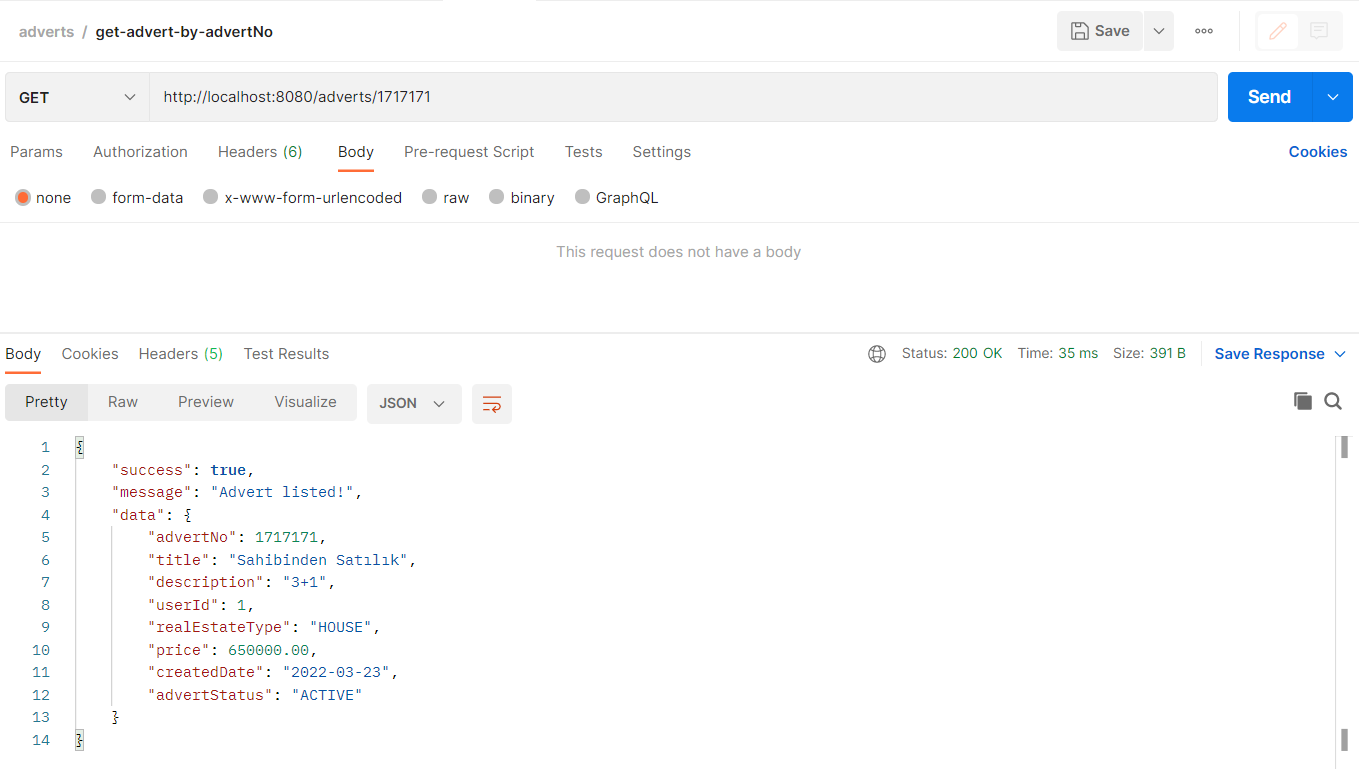 adverts / get-advert-by-advertNo Save
GET http://localhost:8080/adverts/1717171 Send
Params Authorization Headers (6) Body Pre-request Script Tests Settings Cookies
none form-data x-www-form-urlencoded raw binary GraphQL
This request does not have a body
Body Cookies Headers (5) Test Results Status: 200 OK Time: 35 ms Size: 391 B Save Response
Pretty Raw Preview Visualize JSON
1 {
2 "success": true,
3 "message": "Advert listed!",
4 "data": {
5 "advertNo": 1717171,
6 "title": "Sahibinden Satılık",
7 "description": "3+1",
8 "userId": 1,
9 "realEstateType": "HOUSE",
10 "price": 650000.00,
11 "createdDate": "2022-03-23",
12 "advertStatus": "ACTIVE"
13 }
14 }